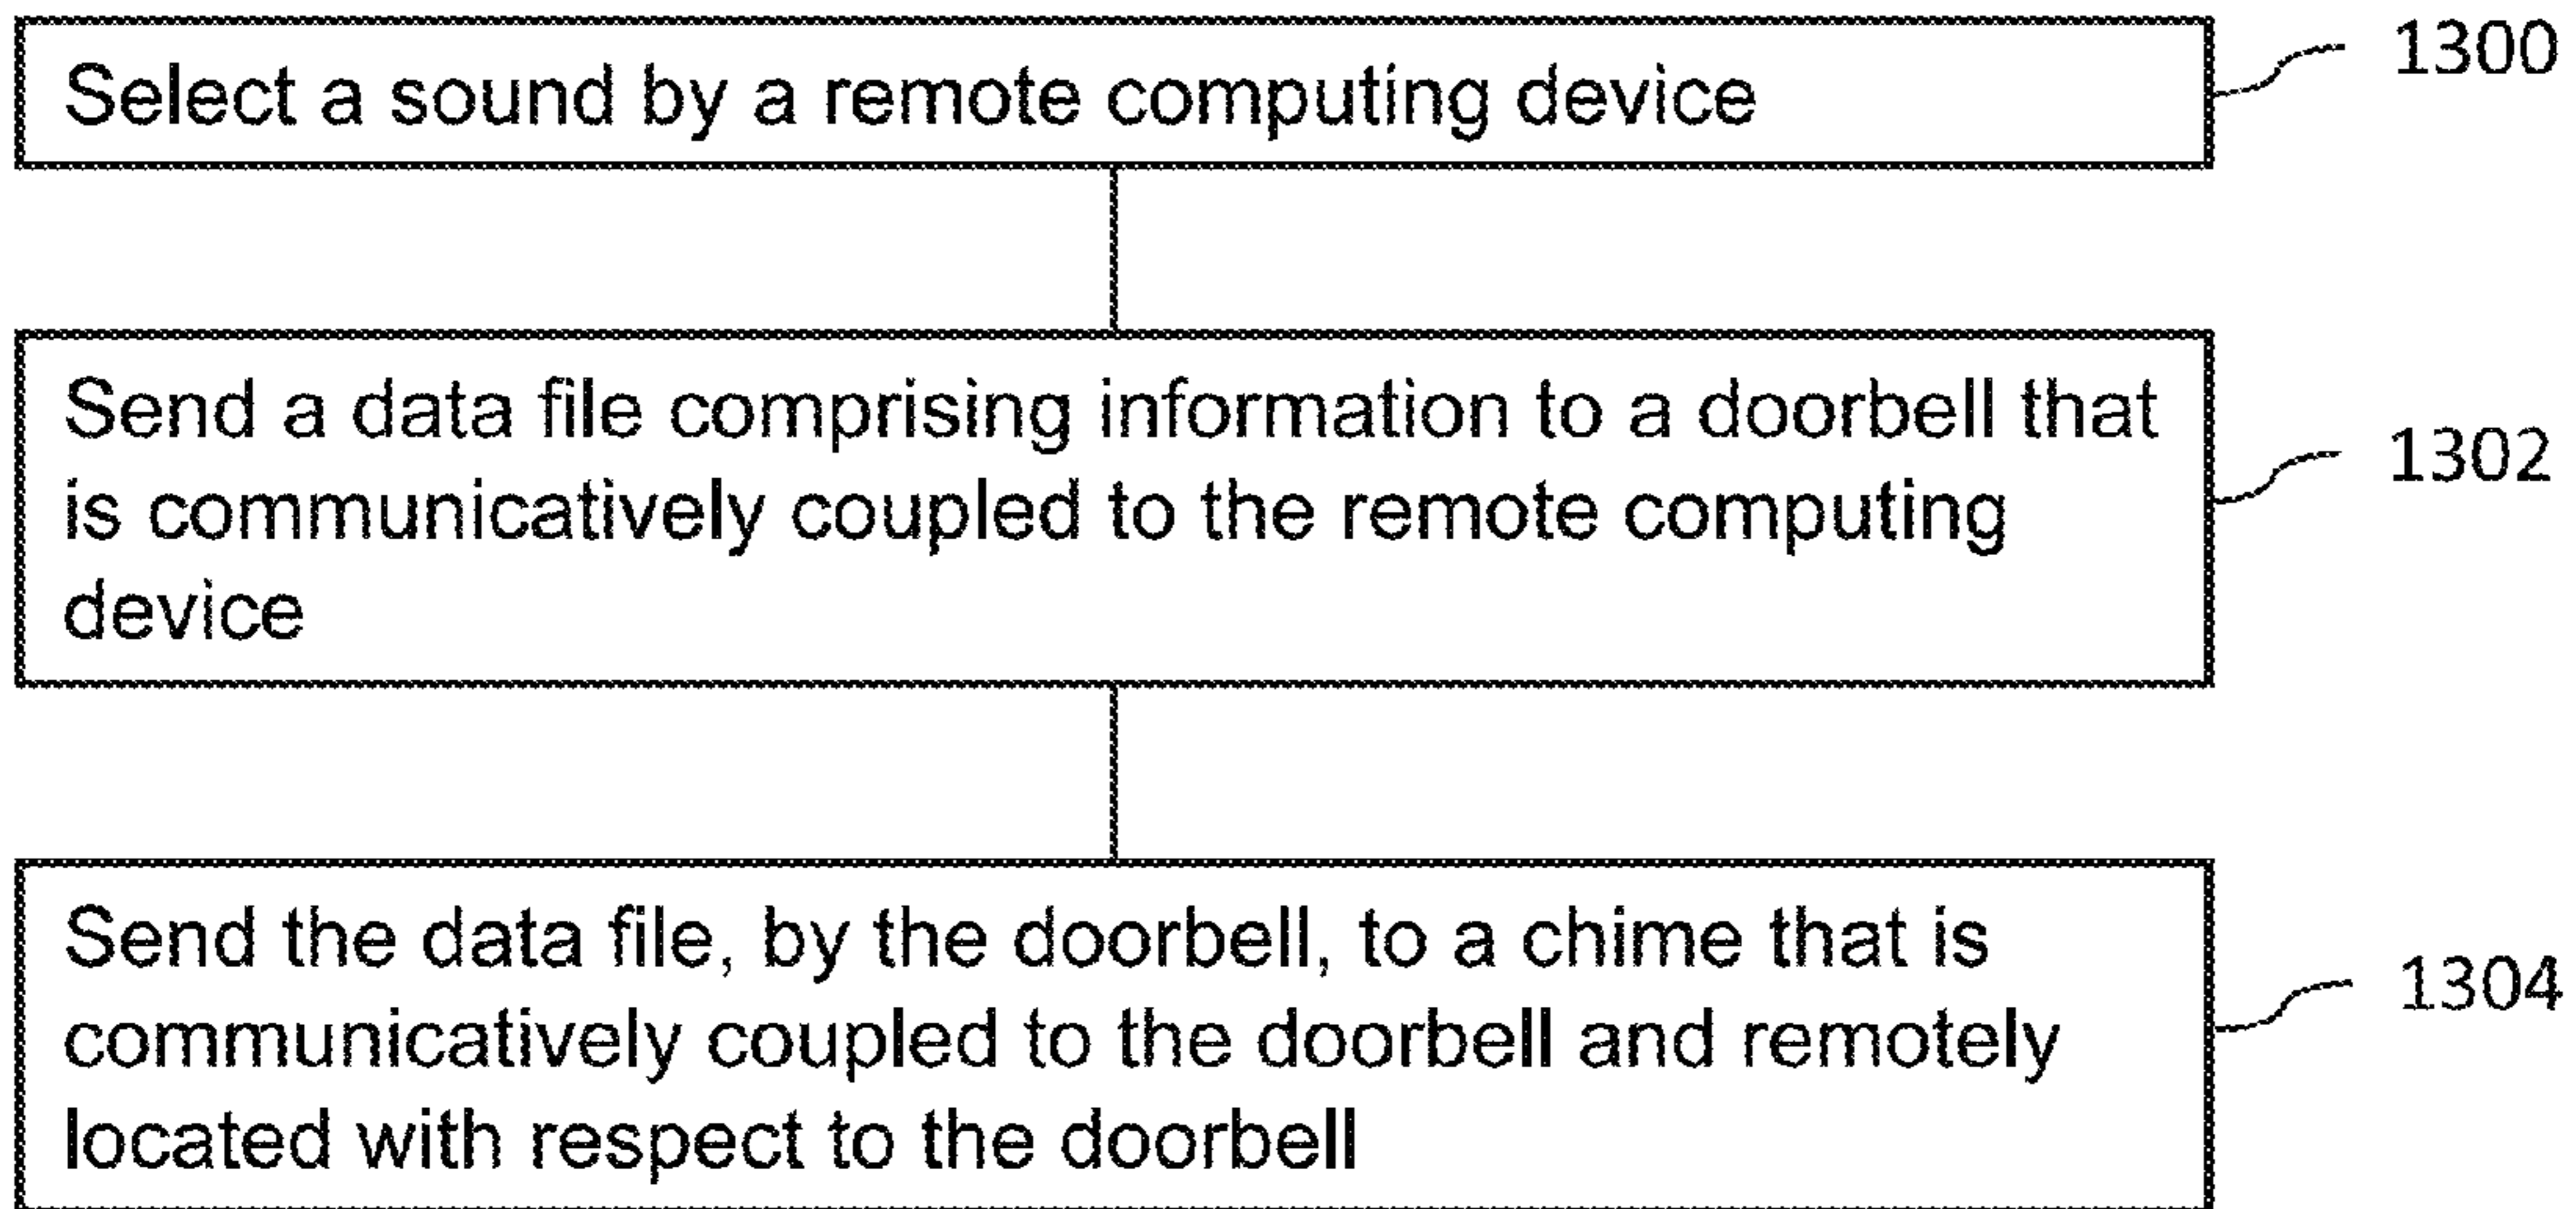 Select a sound by a remote computing device
1300
Send a data file comprising information to a doorbell that
is communicatively coupled to the remote computing
device
1302
Send the data file, by the doorbell, to a chime that is
communicatively coupled to the doorbell and remotely
located with respect to the doorbell
1304